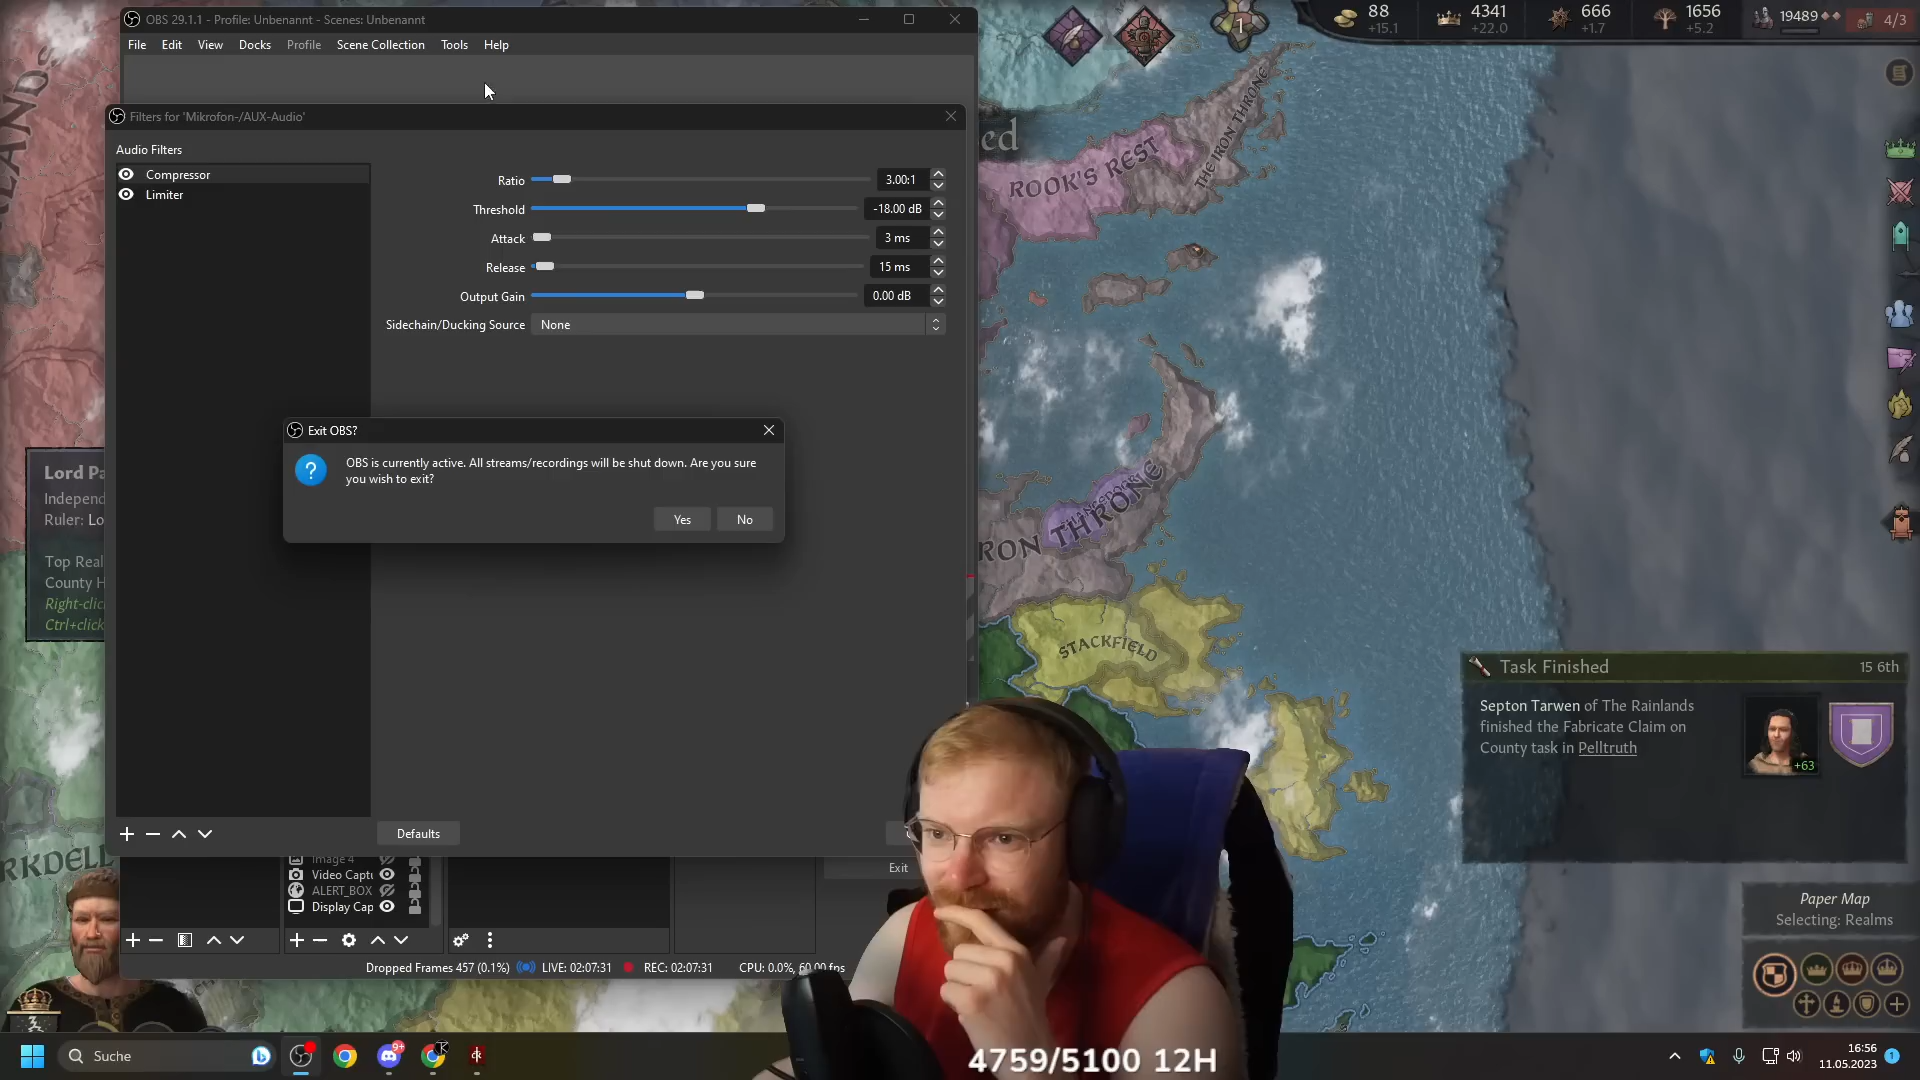 OBS 29.1.1 - Profile: Unbenannt - Scenes: Unbenannt
File Edit View Docks Profile Scene Collection Tools Help
88 +15.1
4341 +22.0
666 +1.7
1656 +5.2
19489
4/3
1
Filters for 'Mikrofon-/AUX-Audio'
Audio Filters
Compressor
Limiter
Ratio 3.00:1
Threshold -18.00 dB
Attack 3 ms
Release 15 ms
Output Gain 0.00 dB
Sidechain/Ducking Source None
ed
ROOK'S REST
THE IRON THRONE
Exit OBS?
OBS is currently active. All streams/recordings will be shut down. Are you sure
you wish to exit?
Yes No
Lord Pa
Independ
Ruler: Lo
Top Real
County H
Right-clic
Ctrl+click
RON THRONE
STACKFIELD
Task Finished 15 6th
Septon Tarwen of The Rainlands
finished the Fabricate Claim on
County task in Pelltruth
+63
Defaults
RKDELL
Exit
Image 4
Video Captu
ALERT_BOX
Display Cap
Paper Map
Selecting: Realms
Dropped Frames 457 (0.1%) LIVE: 02:07:31 REC: 02:07:31 CPU: 0.0%, 60.00 fps
Suche
9+
4759/5100 12H
16:56
11.05.2023
1